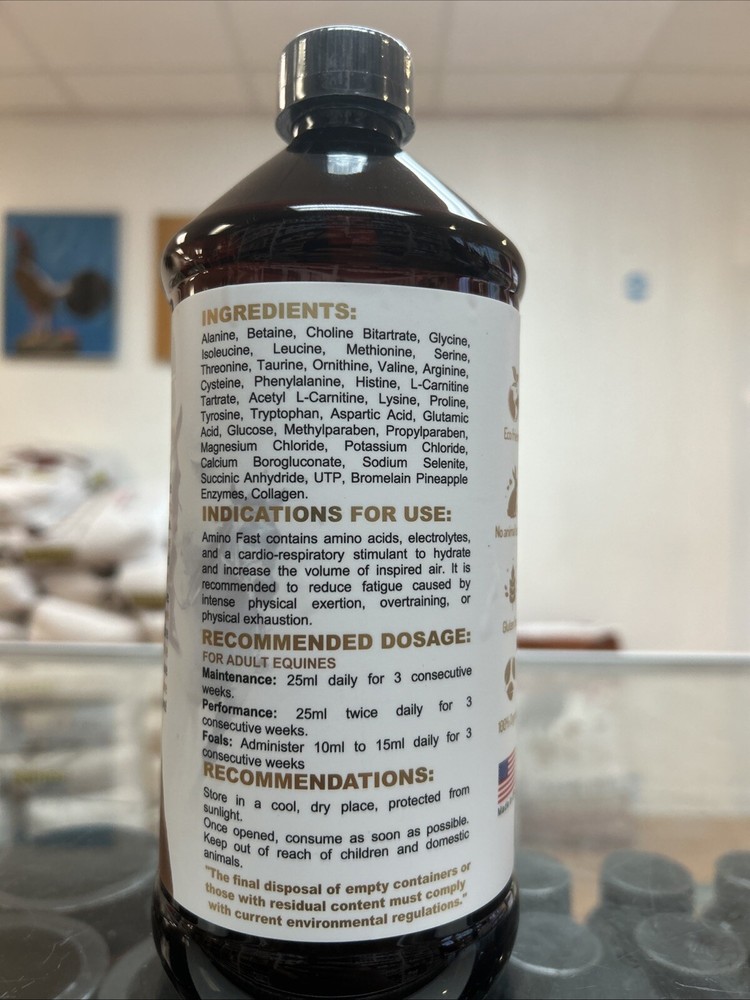 INGREDIENTS:
Alanine, Betaine, Choline Bitartrate, Glycine,
Isoleucine, Leucine, Methionine, Serine,
Threonine, Taurine, Ornithine, Valine, Arginine,
Cysteine, Phenylalanine, Histine, L-Carnitine
Tartrate, Acetyl L-Carnitine, Lysine, Proline,
Tyrosine, Tryptophan, Aspartic Acid, Glutamic
Acid, Glucose, Methylparaben, Propylparaben,
Magnesium Chloride, Potassium Chloride,
Calcium Borogluconate, Sodium Selenite,
Succinic Anhydride, UTP, Bromelain Pineapple
Enzymes, Collagen.
INDICATIONS FOR USE:
Amino Fast contains amino acids, electrolytes,
and a cardio-respiratory stimulant to hydrate
and increase the volume of inspired air. It is
recommended to reduce fatigue caused by
intense physical exertion, overtraining, or
physical exhaustion.
RECOMMENDED DOSAGE:
FOR ADULT EQUINES
Maintenance: 25ml daily for 3 consecutive
weeks.
Performance: 25ml twice daily for 3
consecutive weeks.
Foals: Administer 10ml to 15ml daily for 3
consecutive weeks
RECOMMENDATIONS:
Store in a cool, dry place, protected from
sunlight.
Once opened, consume as soon as possible.
Keep out of reach of children and domestic
animals.
"The final disposal of empty containers or
those with residual content must comply
with current environmental regulations."
No
100%